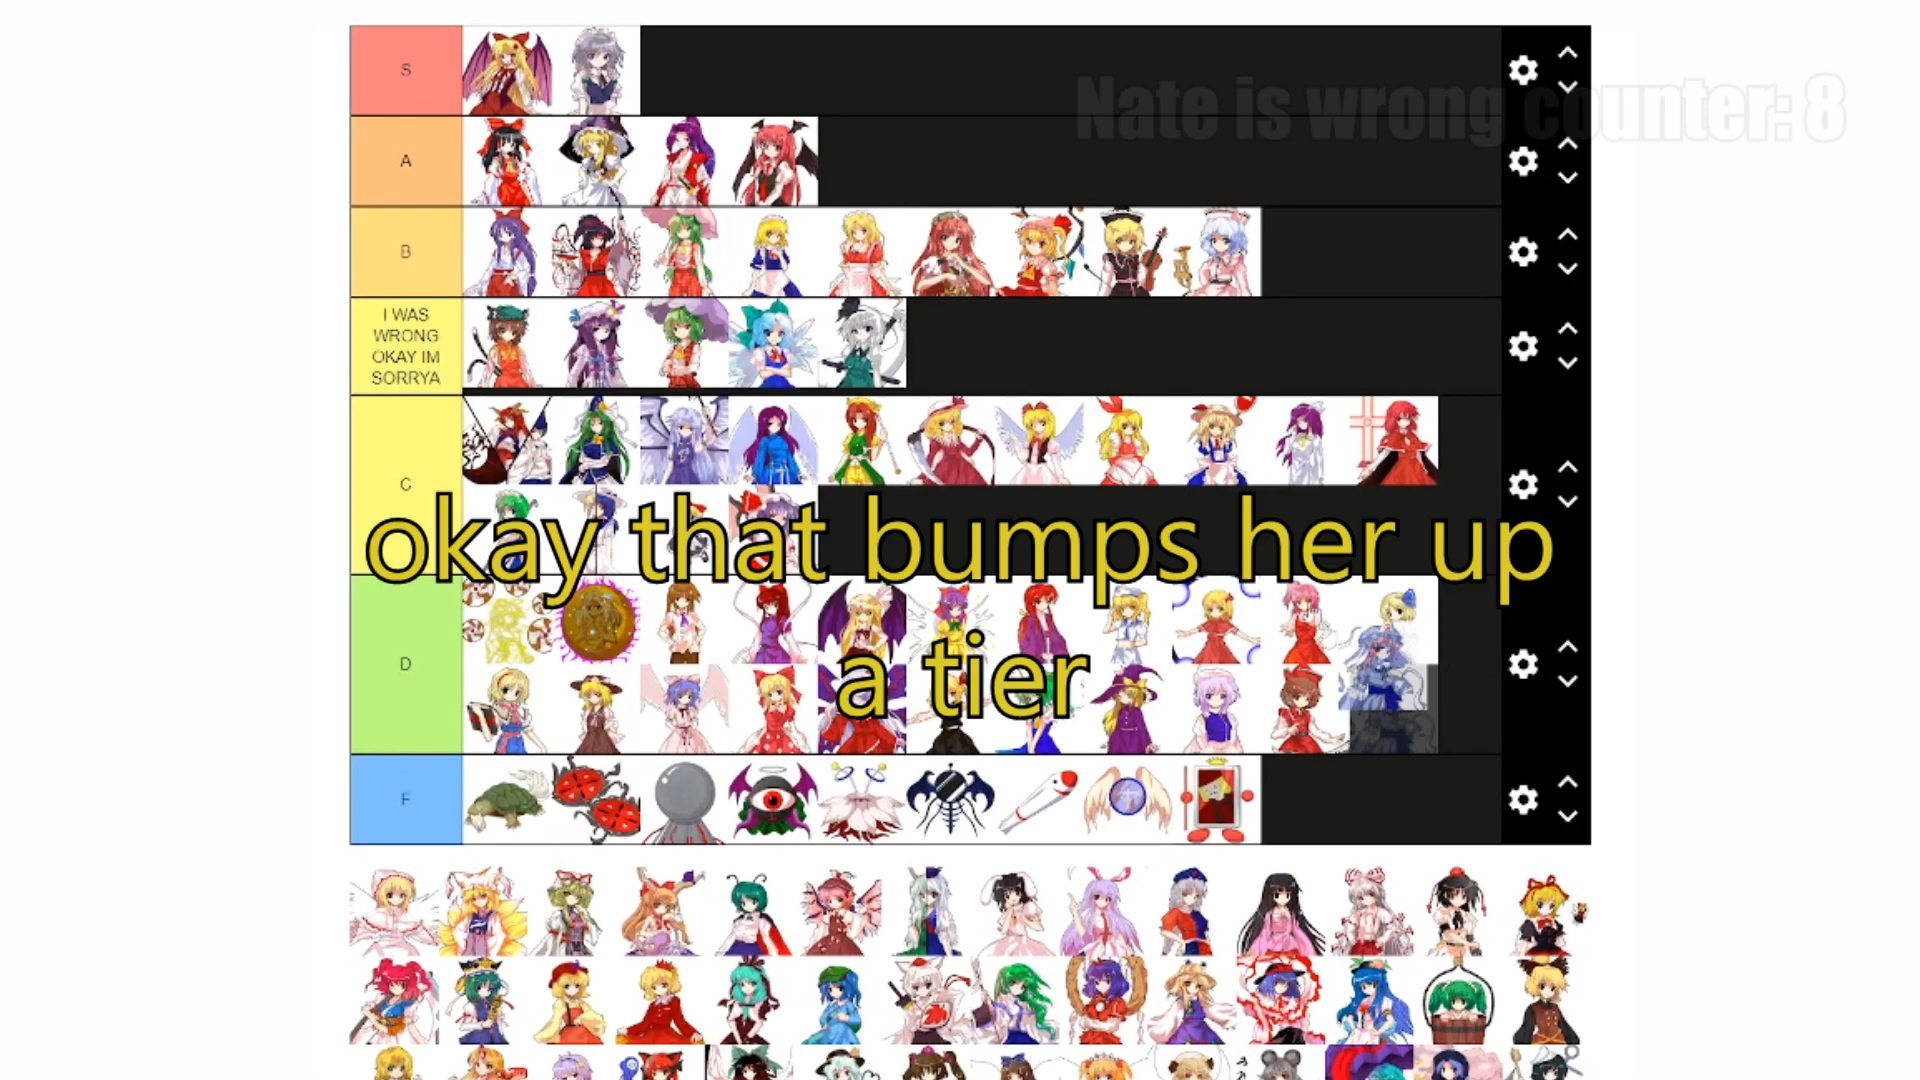 S
Nate is wrong counter: 8
A
B
I WAS
WRONG
OKAY IM
SORRYA
C
okay that bumps her up
a tier
D
F